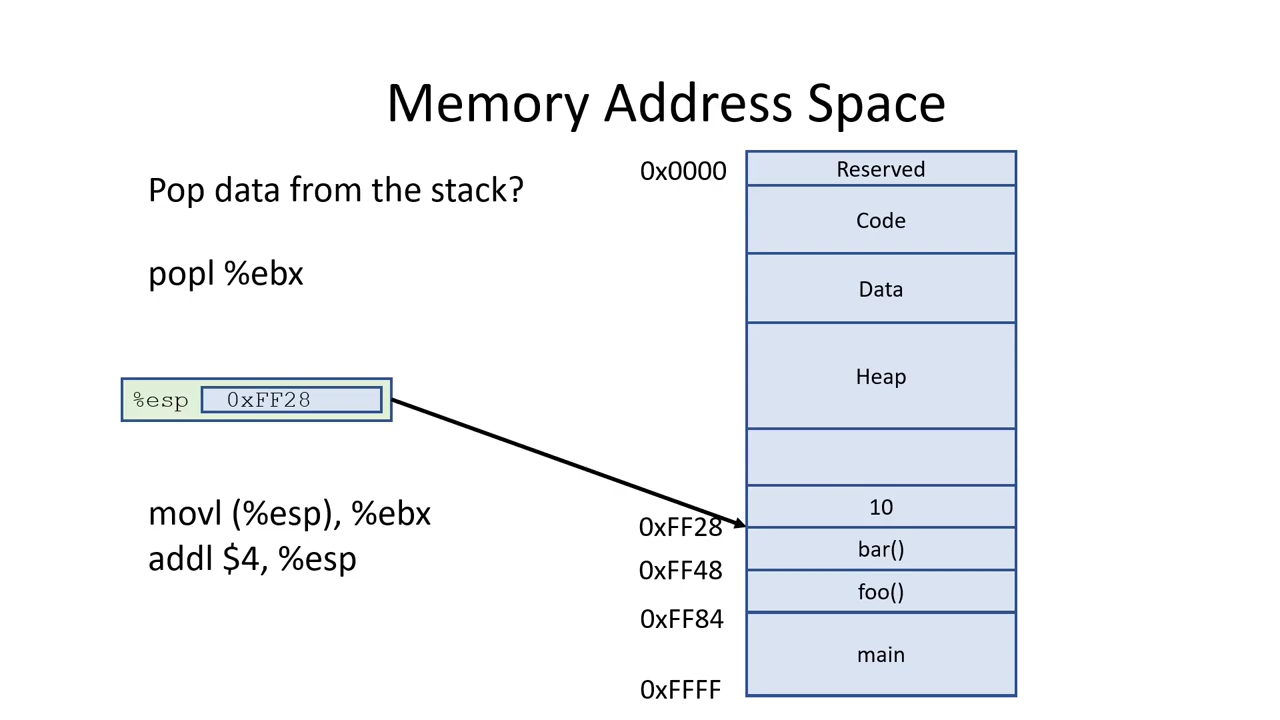 Memory Address Space
Pop data from the stack?
popl %ebx
%esp 0xFF28
movl (%esp), %ebx
addl $4, %esp
0x0000
Reserved
Code
Data
Heap
10
0xFF28
bar()
0xFF48
foo()
0xFF84
main
0xFFFF